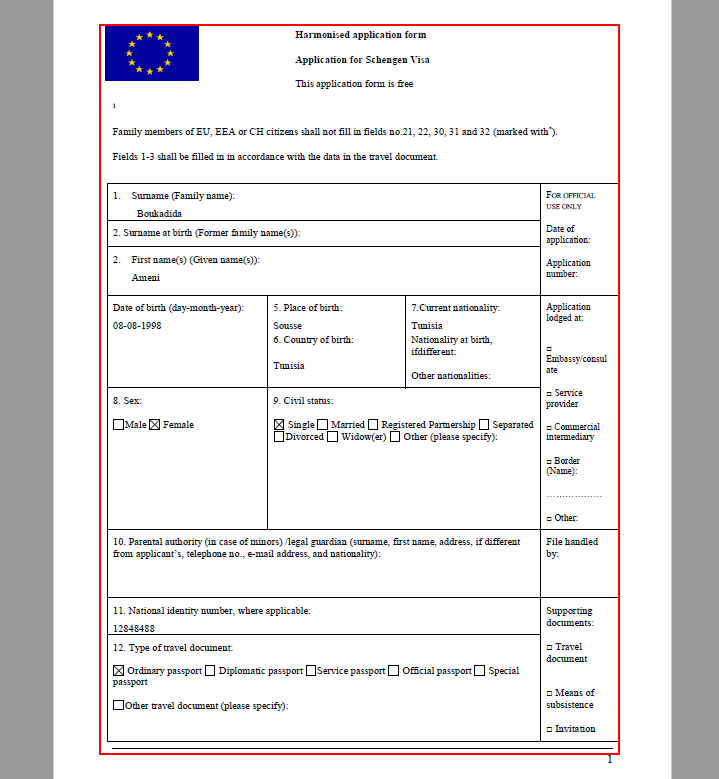 Harmonised application form
Application for Schengen Visa
This application form is free
1
Family members of EU, EEA or CH citizens shall not fill in fields no.21, 22, 30, 31 and 32 (marked with*).
Fields 1-3 shall be filled in in accordance with the data in the travel document.
1. Surname (Family name):
Boukadida
2. Surname at birth (Former family name(s)):
2. First name(s) (Given name(s)):
Ameni
FOR OFFICIAL
USE ONLY
Date of
application:
Application
number:
Date of birth (day-month-year):
08-08-1998
5. Place of birth:
Sousse
6. Country of birth:
Tunisia
7.Current nationality:
Tunisia
Nationality at birth,
ifdifferent:
Other nationalities:
8. Sex:
☐Male ☒ Female
9. Civil status:
☒ Single ☐ Married ☐ Registered Partnership ☐ Separated
☐Divorced ☐ Widow(er) ☐ Other (please specify):
Application
lodged at:
□
Embassy/consul
ate
□ Service
provider
□ Commercial
intermediary
□ Border
(Name):
………………
□ Other:
10. Parental authority (in case of minors) /legal guardian (surname, first name, address, if different
from applicant's, telephone no., e-mail address, and nationality):
File handled
by:
11. National identity number, where applicable:
12848488
12. Type of travel document:
☒ Ordinary passport ☐ Diplomatic passport ☐Service passport ☐ Official passport ☐ Special
passport
☐Other travel document (please specify):
Supporting
documents:
□ Travel
document
□ Means of
subsistence
□ Invitation
1